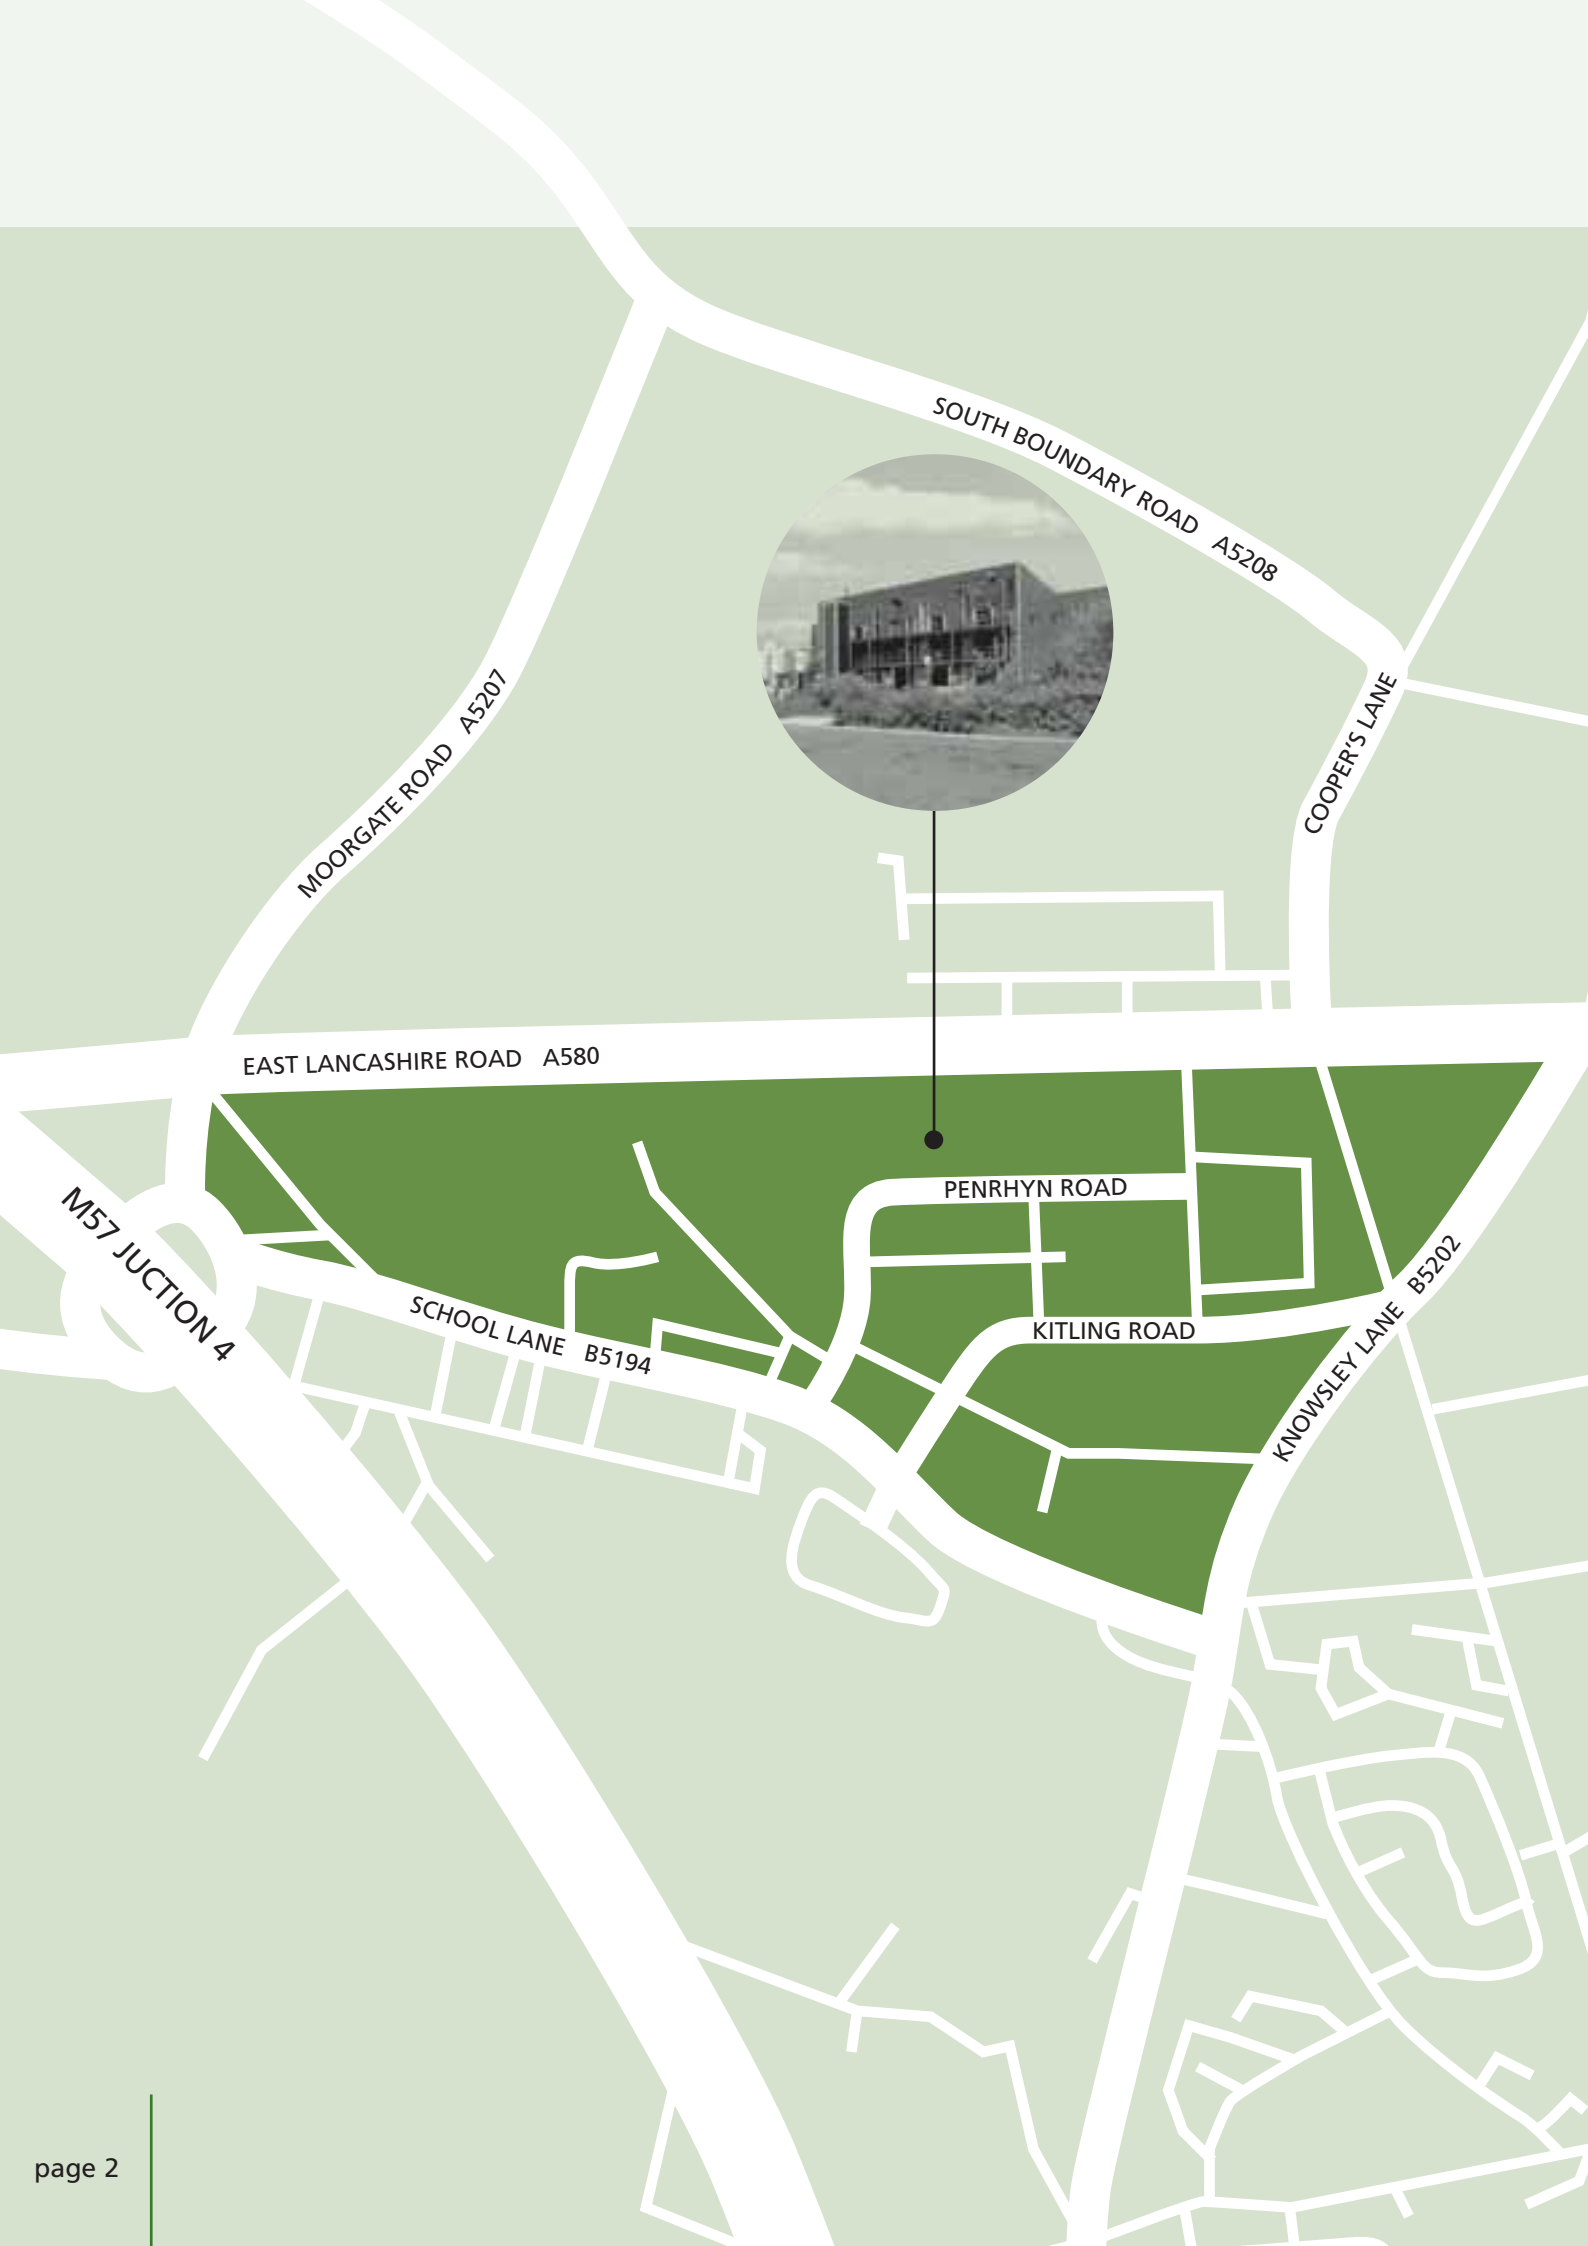 SOUTH BOUNDARY ROAD A5208
MOORGATE ROAD A5207
COOPER'S LANE
EAST LANCASHIRE ROAD A580
PENRHYN ROAD
M57 JUCTION 4
SCHOOL LANE B5194
KITLING ROAD
KNOWSLEY LANE B5202
page 2